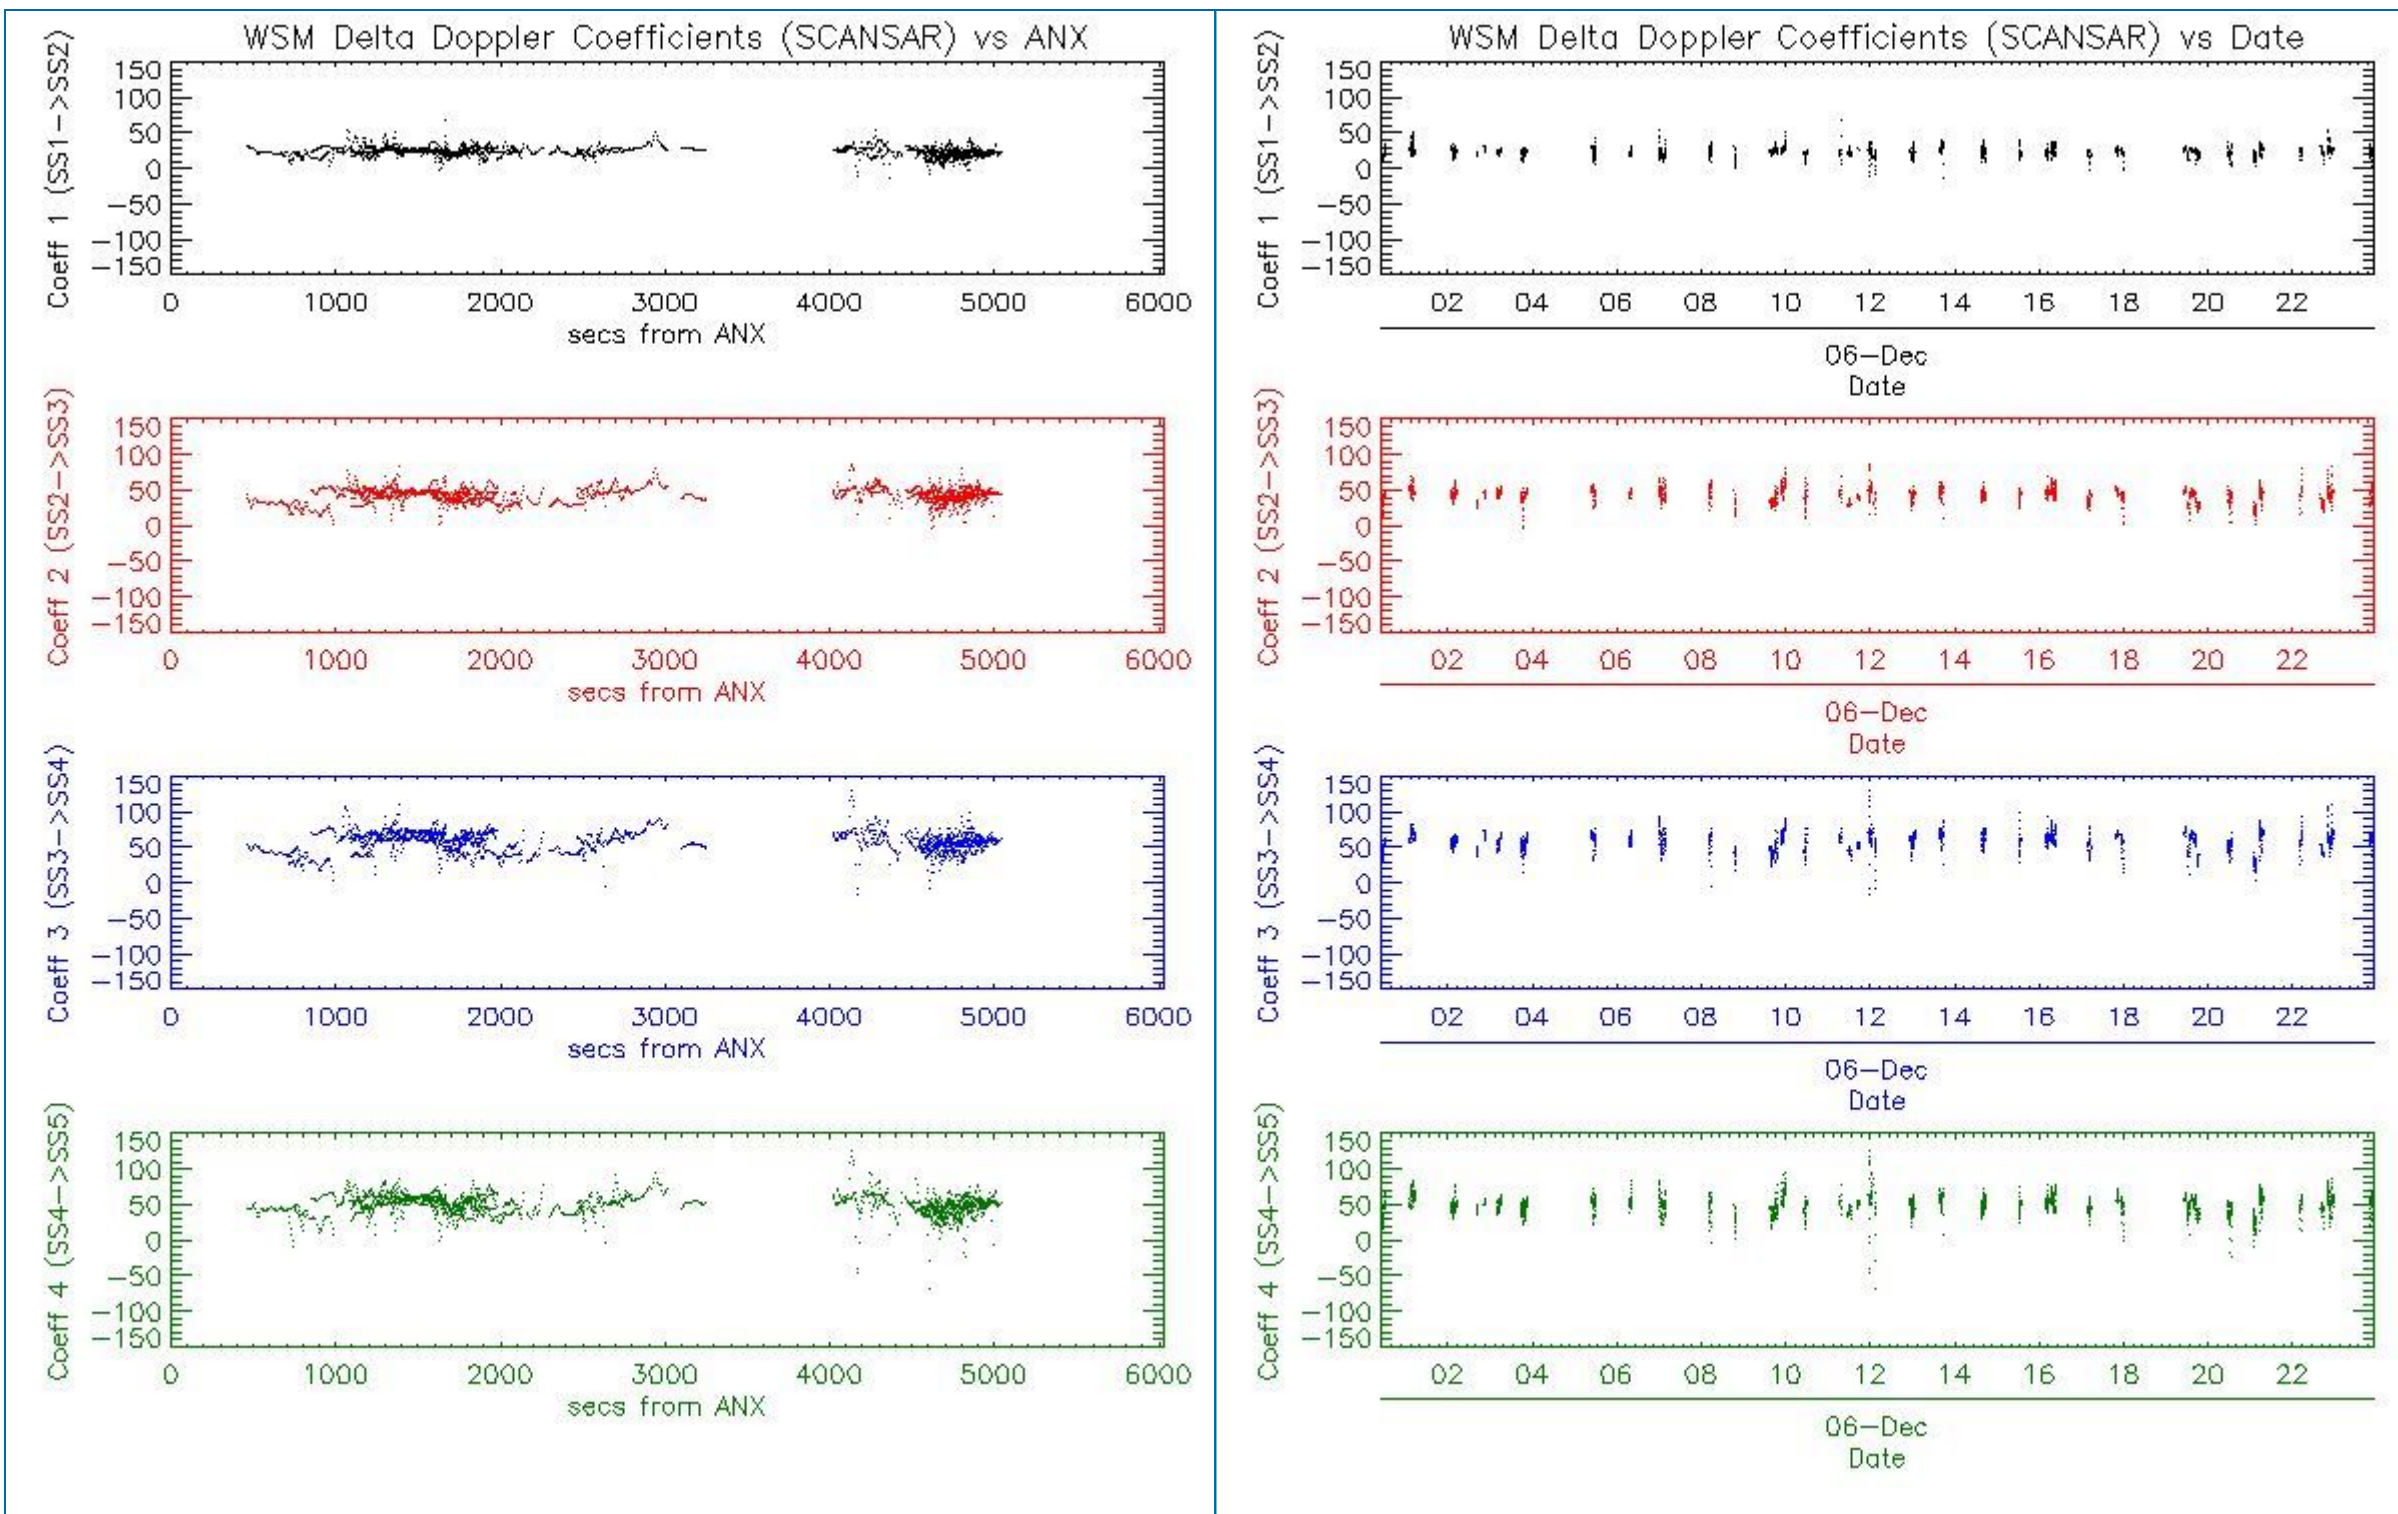 WSM Delta Doppler Coefficients (SCANSAR) vs ANX
Coeff 1 (SS1->SS2)
150
100
50
0
-50
-100
-150
0 1000 2000 3000 4000 5000 6000
secs from ANX
Coeff 2 (SS2->SS3)
150
100
50
0
-50
-100
-150
0 1000 2000 3000 4000 5000 6000
secs from ANX
Coeff 3 (SS3->SS4)
150
100
50
0
-50
-100
-150
0 1000 2000 3000 4000 5000 6000
secs from ANX
Coeff 4 (SS4->SS5)
150
100
50
0
-50
-100
-150
0 1000 2000 3000 4000 5000 6000
secs from ANX
WSM Delta Doppler Coefficients (SCANSAR) vs Date
Coeff 1 (SS1->SS2)
150
100
50
0
-50
-100
-150
02 04 06 08 10 12 14 16 18 20 22
06-Dec
Date
Coeff 2 (SS2->SS3)
150
100
50
0
-50
-100
-150
02 04 06 08 10 12 14 16 18 20 22
06-Dec
Date
Coeff 3 (SS3->SS4)
150
100
50
0
-50
-100
-150
02 04 06 08 10 12 14 16 18 20 22
06-Dec
Date
Coeff 4 (SS4->SS5)
150
100
50
0
-50
-100
-150
02 04 06 08 10 12 14 16 18 20 22
06-Dec
Date